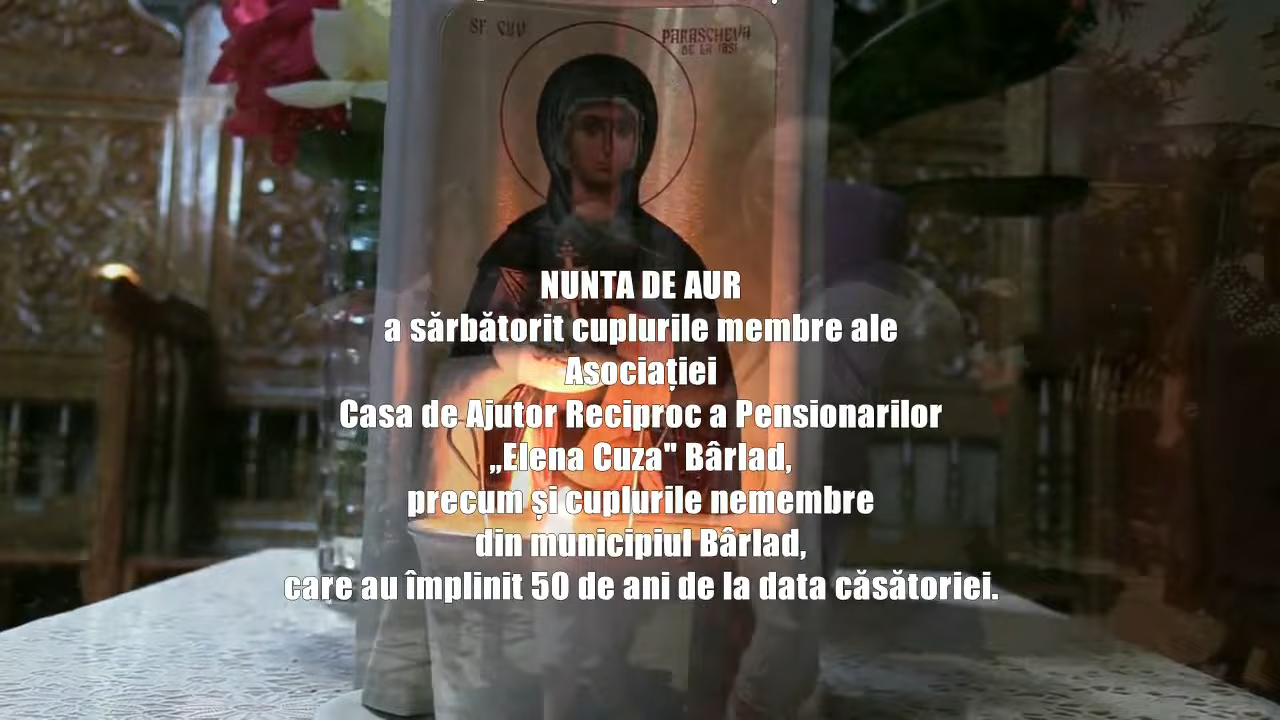 SF. CUV. PARASCHEVA
DE LA IASI
NUNTA DE AUR
a sărbătorit cuplurile membre ale
Asociației
Casa de Ajutor Reciproc a Pensionarilor
„Elena Cuza" Bârlad,
precum și cuplurile nemembre
din municipiul Bârlad,
care au împlinit 50 de ani de la data căsătoriei.